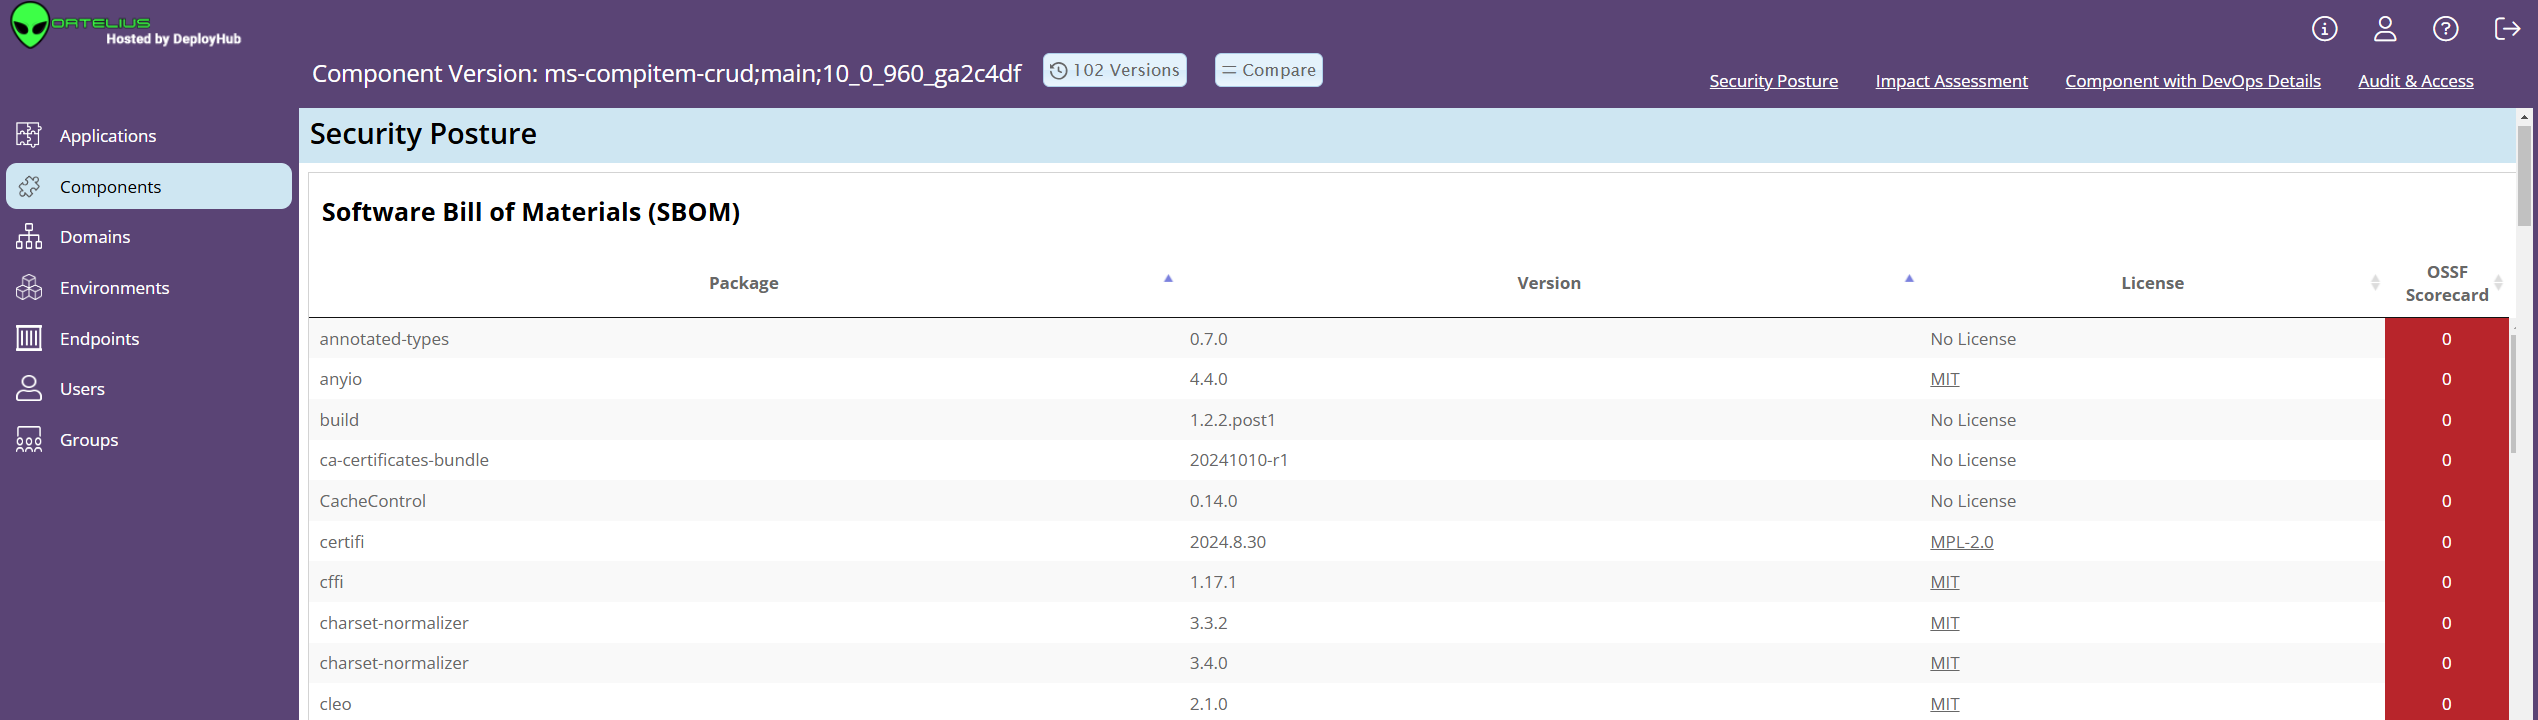 ORTELIUS
Hosted by DeployHub
Component Version: ms-compitem-crud;main;10_0_960_ga2c4df
102 Versions
Compare
Security Posture
Impact Assessment
Component with DevOps Details
Audit & Access
Applications
Components
Domains
Environments
Endpoints
Users
Groups
Security Posture
Software Bill of Materials (SBOM)
Package Version License OSSF Scorecard
annotated-types 0.7.0 No License 0
anyio 4.4.0 MIT 0
build 1.2.2.post1 No License 0
ca-certificates-bundle 20241010-r1 No License 0
CacheControl 0.14.0 No License 0
certifi 2024.8.30 MPL-2.0 0
cffi 1.17.1 MIT 0
charset-normalizer 3.3.2 MIT 0
charset-normalizer 3.4.0 MIT 0
cleo 2.1.0 MIT 0